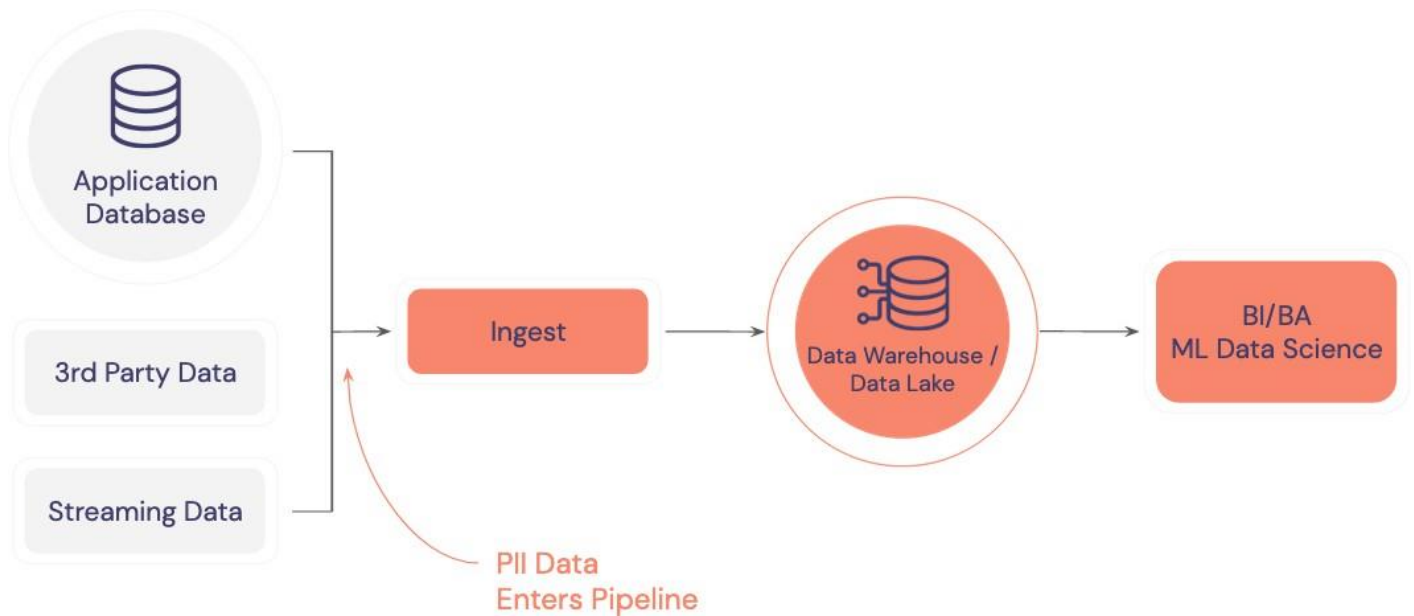 Application
Database
3rd Party Data
Streaming Data
Ingest
PII Data
Enters Pipeline
Data Warehouse /
Data Lake
BI/BA
ML Data Science